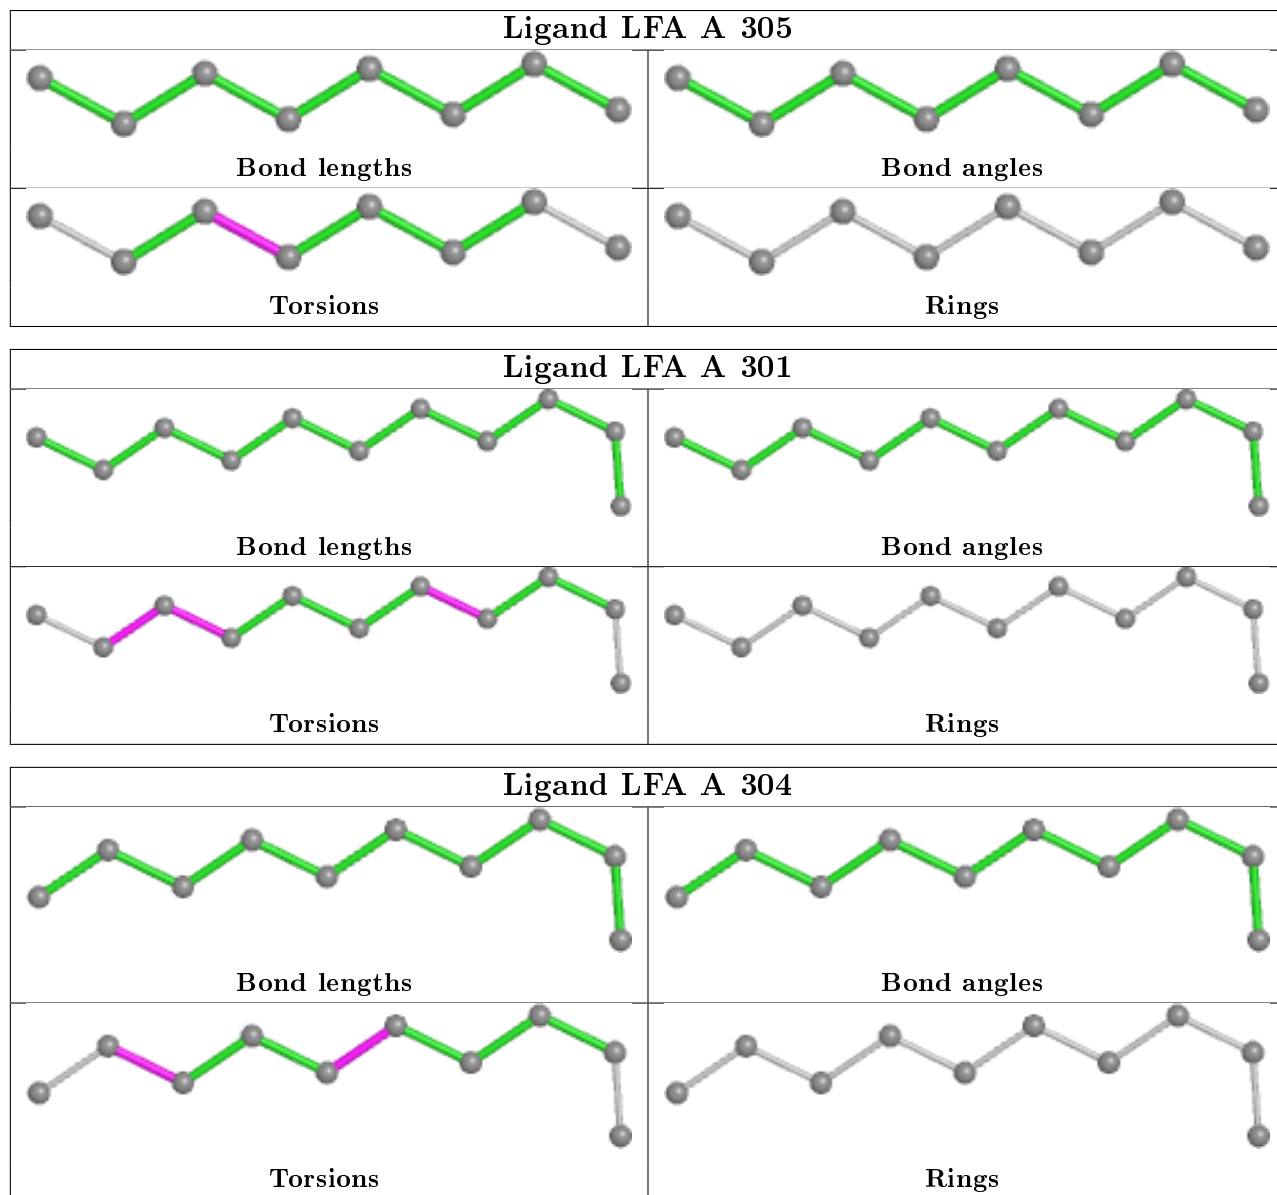 Ligand LFA A 305
Bond lengths
Bond angles
Torsions
Rings
Ligand LFA A 301
Bond lengths
Bond angles
Torsions
Rings
Ligand LFA A 304
Bond lengths
Bond angles
Torsions
Rings